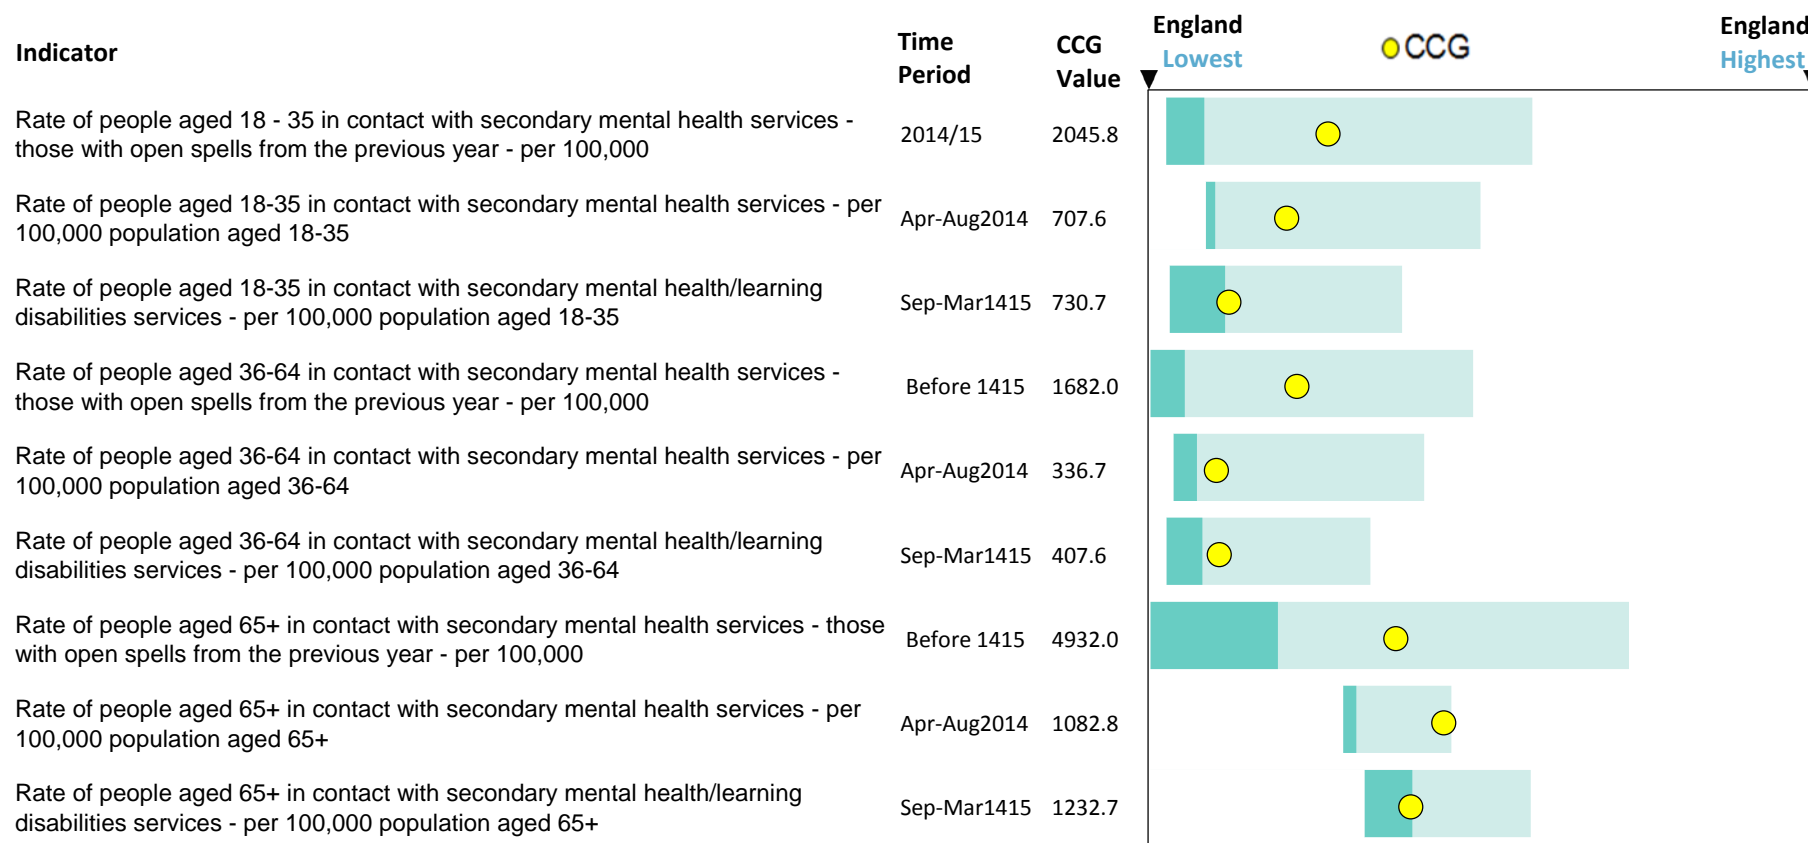 Indicator
Time
Period
CCG
Value
England
Lowest
CCG
England
Highest
Rate of people aged 18 - 35 in contact with secondary mental health services -
those with open spells from the previous year - per 100,000
2014/15
2045.8
Rate of people aged 18-35 in contact with secondary mental health services - per
100,000 population aged 18-35
Apr-Aug2014
707.6
Rate of people aged 18-35 in contact with secondary mental health/learning
disabilities services - per 100,000 population aged 18-35
Sep-Mar1415
730.7
Rate of people aged 36-64 in contact with secondary mental health services -
those with open spells from the previous year - per 100,000
Before 1415
1682.0
Rate of people aged 36-64 in contact with secondary mental health services - per
100,000 population aged 36-64
Apr-Aug2014
336.7
Rate of people aged 36-64 in contact with secondary mental health/learning
disabilities services - per 100,000 population aged 36-64
Sep-Mar1415
407.6
Rate of people aged 65+ in contact with secondary mental health services - those
with open spells from the previous year - per 100,000
Before 1415
4932.0
Rate of people aged 65+ in contact with secondary mental health services - per
100,000 population aged 65+
Apr-Aug2014
1082.8
Rate of people aged 65+ in contact with secondary mental health/learning
disabilities services - per 100,000 population aged 65+
Sep-Mar1415
1232.7